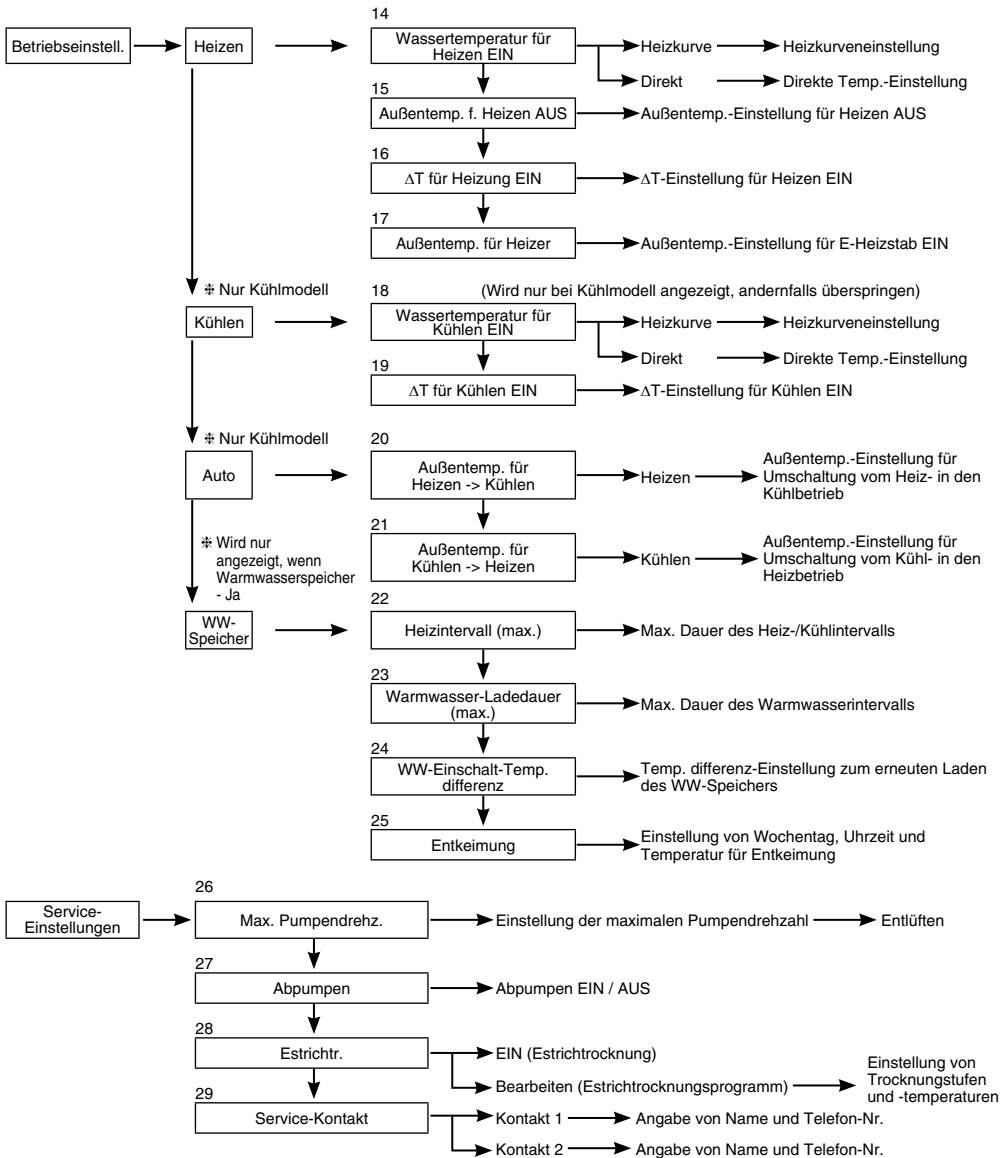 14
Betriebseinstell.
Heizen
Wassertemperatur für
Heizen EIN
Heizkurve
Heizkurveneinstellung
Direkt
Direkte Temp.-Einstellung
15
Außentemp. f. Heizen AUS
Außentemp.-Einstellung für Heizen AUS
16
ΔT für Heizung EIN
ΔT-Einstellung für Heizen EIN
17
Außentemp. für Heizer
Außentemp.-Einstellung für E-Heizstab EIN
❈ Nur Kühlmodell
18
(Wird nur bei Kühlmodell angezeigt, andernfalls überspringen)
Kühlen
Wassertemperatur für
Kühlen EIN
Heizkurve
Heizkurveneinstellung
Direkt
Direkte Temp.-Einstellung
19
ΔT für Kühlen EIN
ΔT-Einstellung für Kühlen EIN
❈ Nur Kühlmodell
20
Auto
Außentemp. für
Heizen -> Kühlen
Heizen
Außentemp.-Einstellung für
Umschaltung vom Heiz- in den
Kühlbetrieb
21
Außentemp. für
Kühlen -> Heizen
Kühlen
Außentemp.-Einstellung für
Umschaltung vom Kühl- in den
Heizbetrieb
❈ Wird nur
angezeigt, wenn
Warmwasserspeicher
- Ja
22
WW-
Speicher
Heizintervall (max.)
Max. Dauer des Heiz-/Kühlintervalls
23
Warmwasser-Ladedauer
(max.)
Max. Dauer des Warmwasserintervalls
24
WW-Einschalt-Temp.
differenz
Temp. differenz-Einstellung zum erneuten Laden
des WW-Speichers
25
Entkeimung
Einstellung von Wochentag, Uhrzeit und
Temperatur für Entkeimung
26
Service-
Einstellungen
Max. Pumpendrehz.
Einstellung der maximalen Pumpendrehzahl
Entlüften
27
Abpumpen
Abpumpen EIN / AUS
28
Estrichtr.
EIN (Estrichtrocknung)
Bearbeiten (Estrichtrocknungsprogramm)
Einstellung von
Trocknungstufen
und -temperaturen
29
Service-Kontakt
Kontakt 1
Angabe von Name und Telefon-Nr.
Kontakt 2
Angabe von Name und Telefon-Nr.